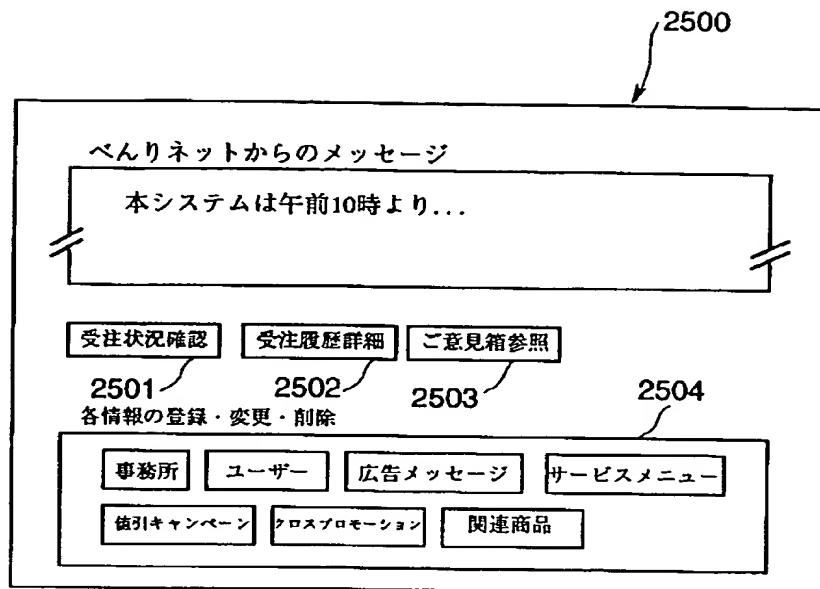 2500
べんりネットからのメッセージ
本システムは午前10時より...
受注状況確認 受注履歴詳細 ご意見箱参照
2501 2502 2503 2504
各情報の登録・変更・削除
事務所 ユーザー 広告メッセージ サービスメニュー
値引キャンペーン クロスプロモーション 関連商品